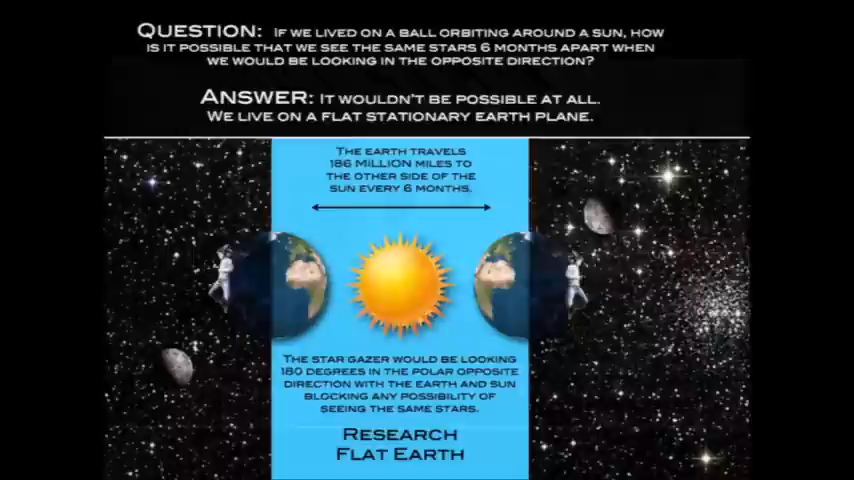 QUESTION: IF WE LIVED ON A BALL ORBITING AROUND A SUN, HOW
IS IT POSSIBLE THAT WE SEE THE SAME STARS 6 MONTHS APART WHEN
WE WOULD BE LOOKING IN THE OPPOSITE DIRECTION?
ANSWER: IT WOULDN'T BE POSSIBLE AT ALL.
WE LIVE ON A FLAT STATIONARY EARTH PLANE.
THE EARTH TRAVELS
186 MILLION MILES TO
THE OTHER SIDE OF THE
SUN EVERY 6 MONTHS.
THE STAR GAZER WOULD BE LOOKING
180 DEGREES IN THE POLAR OPPOSITE
DIRECTION WITH THE EARTH AND SUN
BLOCKING ANY POSSIBILITY OF
SEEING THE SAME STARS.
RESEARCH
FLAT EARTH